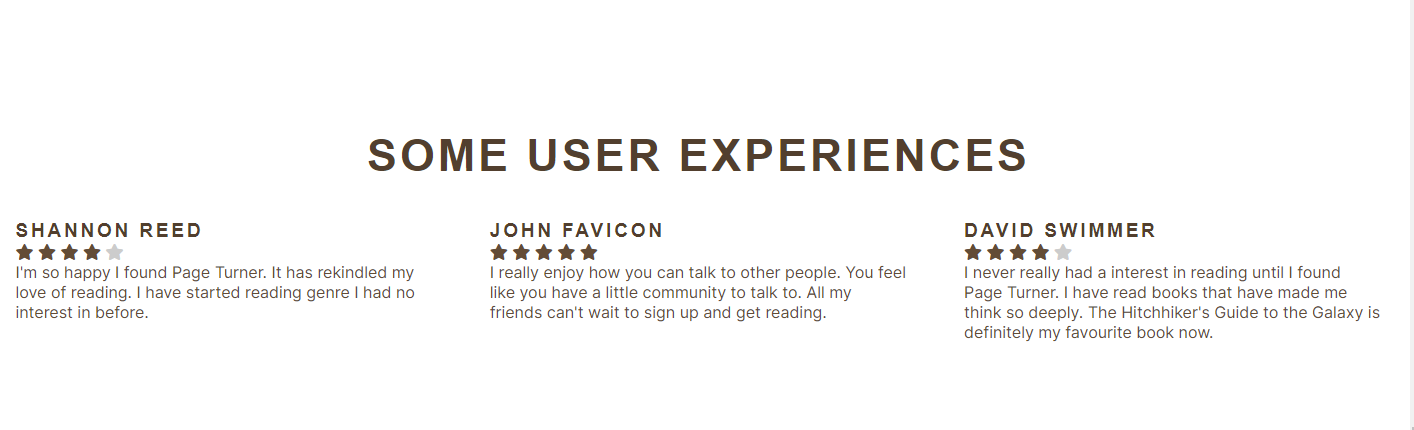 SOME USER EXPERIENCES
SHANNON REED
I'm so happy I found Page Turner. It has rekindled my
love of reading. I have started reading genre I had no
interest in before.
JOHN FAVICON
I really enjoy how you can talk to other people. You feel
like you have a little community to talk to. All my
friends can't wait to sign up and get reading.
DAVID SWIMMER
I never really had a interest in reading until I found
Page Turner. I have read books that have made me
think so deeply. The Hitchhiker's Guide to the Galaxy is
definitely my favourite book now.